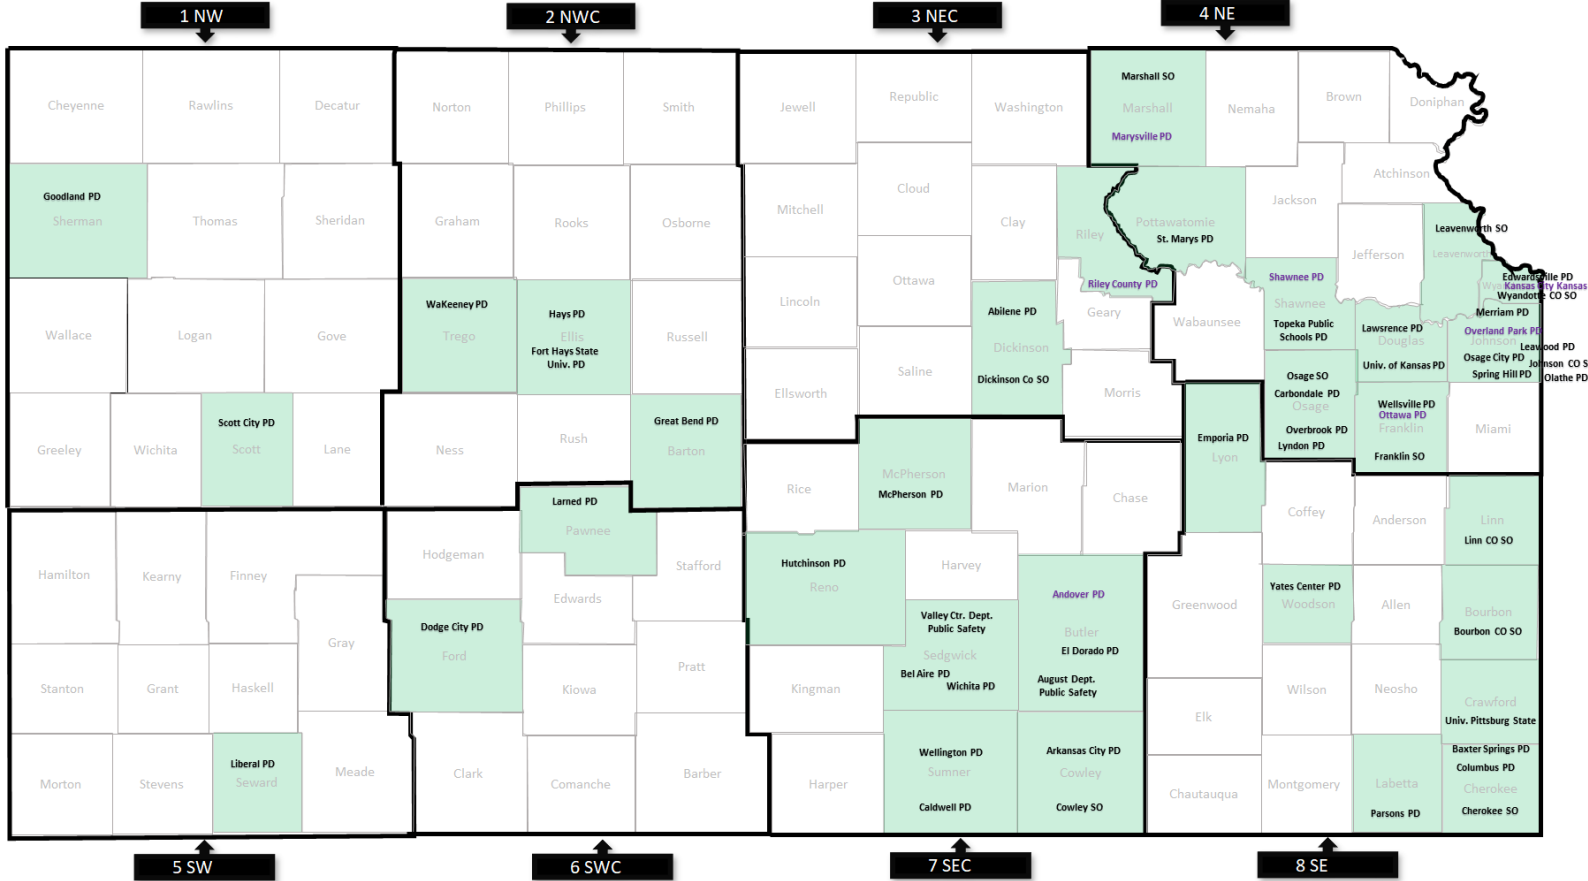 1 NW
2 NWC
3 NEC
4 NE
Cheyenne
Rawlins
Decatur
Norton
Phillips
Smith
Jewell
Republic
Washington
Marshall SO
Marshall
Marysville PD
Nemaha
Brown
Doniphan
Goodland PD
Sherman
Thomas
Sheridan
Graham
Rooks
Osborne
Mitchell
Cloud
Clay
Riley
Riley County PD
Pottawatomie
St. Marys PD
Jackson
Atchinson
Jefferson
Leavenworth SO
Leavenworth
Wallace
Logan
Gove
WaKeeney PD
Trego
Hays PD
Ellis
Fort Hays State
Univ. PD
Russell
Lincoln
Ottawa
Abilene PD
Dickinson
Dickinson Co SO
Geary
Wabaunsee
Shawnee PD
Shawnee
Topeka Public
Schools PD
Lawsrence PD
Douglas
Univ. of Kansas PD
Edwardsville PD
Kansas City Kansas
Wyandotte CO SO
Merriam PD
Overland Park PD
Johnson
Leawood PD
Osage City PD
Johnson CO S
Spring Hill PD
Olathe PD
Greeley
Wichita
Scott City PD
Scott
Lane
Ness
Rush
Great Bend PD
Barton
Ellsworth
Saline
Morris
Osage SO
Carbondale PD
Osage
Overbrook PD
Lyndon PD
Wellsville PD
Ottawa PD
Franklin
Franklin SO
Miami
Emporia PD
Lyon
Larned PD
Pawnee
Rice
McPherson
McPherson PD
Marion
Chase
Coffey
Anderson
Linn
Linn CO SO
Hamilton
Kearny
Finney
Hodgeman
Stafford
Edwards
Hutchinson PD
Reno
Harvey
Gray
Dodge City PD
Ford
Andover PD
Butler
El Dorado PD
August Dept.
Public Safety
Valley Ctr. Dept.
Public Safety
Sedgwick
Bel Aire PD
Wichita PD
Greenwood
Yates Center PD
Woodson
Allen
Bourbon
Bourbon CO SO
Stanton
Grant
Haskell
Kiowa
Pratt
Kingman
Elk
Wilson
Neosho
Crawford
Univ. Pittsburg State
Morton
Stevens
Liberal PD
Seward
Meade
Clark
Comanche
Barber
Harper
Wellington PD
Sumner
Caldwell PD
Arkansas City PD
Cowley
Cowley SO
Chautauqua
Montgomery
Labetta
Parsons PD
Baxter Springs PD
Columbus PD
Cherokee
Cherokee SO
5 SW
6 SWC
7 SEC
8 SE